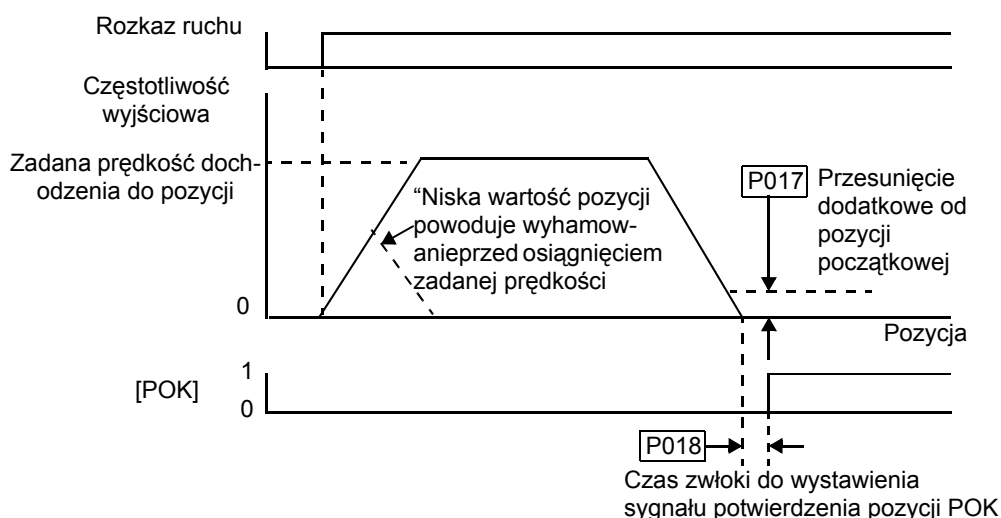 Rozkaz ruchu
Częstotliwość
wyjściowa
Zadana prędkość doch-
odzenia do pozycji
“Niska wartość pozycji
powoduje wyhamow-
anieprzed osiągnięciem
zadanej prędkości
P017
Przesunięcie
dodatkowe od
pozycji
początkowej
0
Pozycja
[POK]
1
0
P018
Czas zwłoki do wystawienia
sygnału potwierdzenia pozycji POK